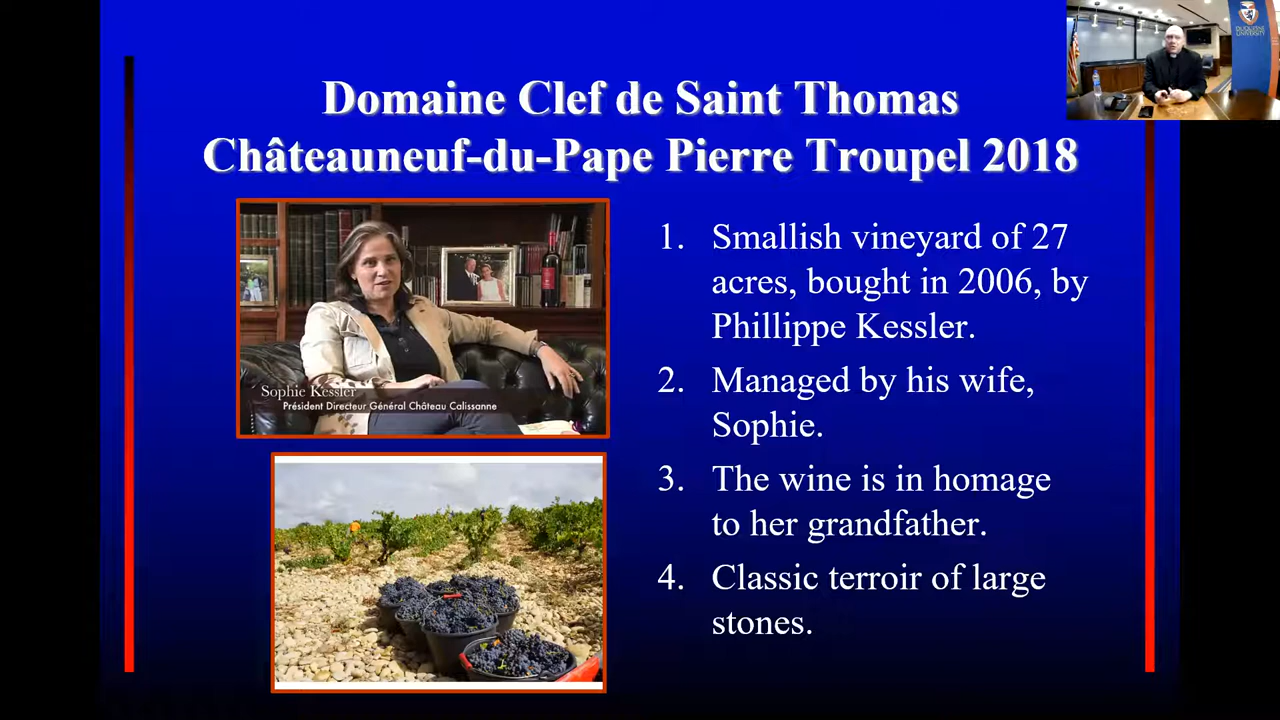 Domaine Clef de Saint Thomas
Châteauneuf-du-Pape Pierre Troupel 2018
DUQUESNE
UNIVERSITY
1. Smallish vineyard of 27
acres, bought in 2006, by
Phillippe Kessler.
2. Managed by his wife,
Sophie.
3. The wine is in homage
to her grandfather.
4. Classic terroir of large
stones.
Sophie Kessler
Président Directeur Général Château Calissanne